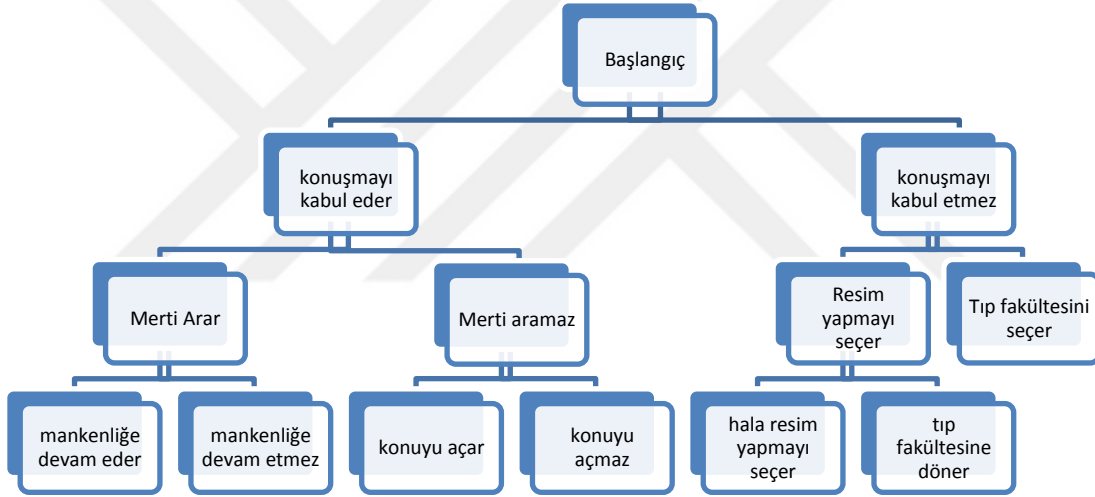 Başlangıç
konuşmayı
kabul eder
konuşmayı
kabul etmez
Merti Arar
Merti aramaz
Resim
yapmayı
seçer
Tıp fakültesini
seçer
mankenliğe
devam eder
mankenliğe
devam etmez
konuyu açar
konuyu
açmaz
hala resim
yapmayı
seçer
tıp
fakültesine
döner